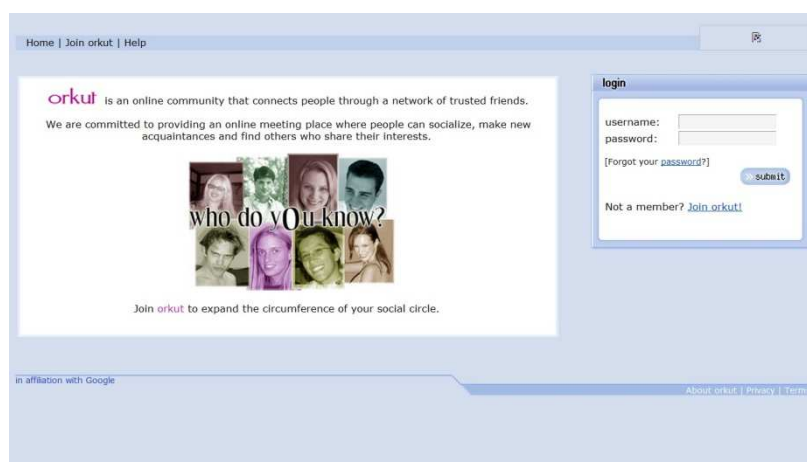 Home | Join orkut | Help
orkut is an online community that connects people through a network of trusted friends.
We are committed to providing an online meeting place where people can socialize, make new
acquaintances and find others who share their interests.
who do yOu know?
Join orkut to expand the circumference of your social circle.
login
username:
password:
[Forgot your password?]
submit
Not a member? Join orkut!
in affiliation with Google
About orkut | Privacy | Term